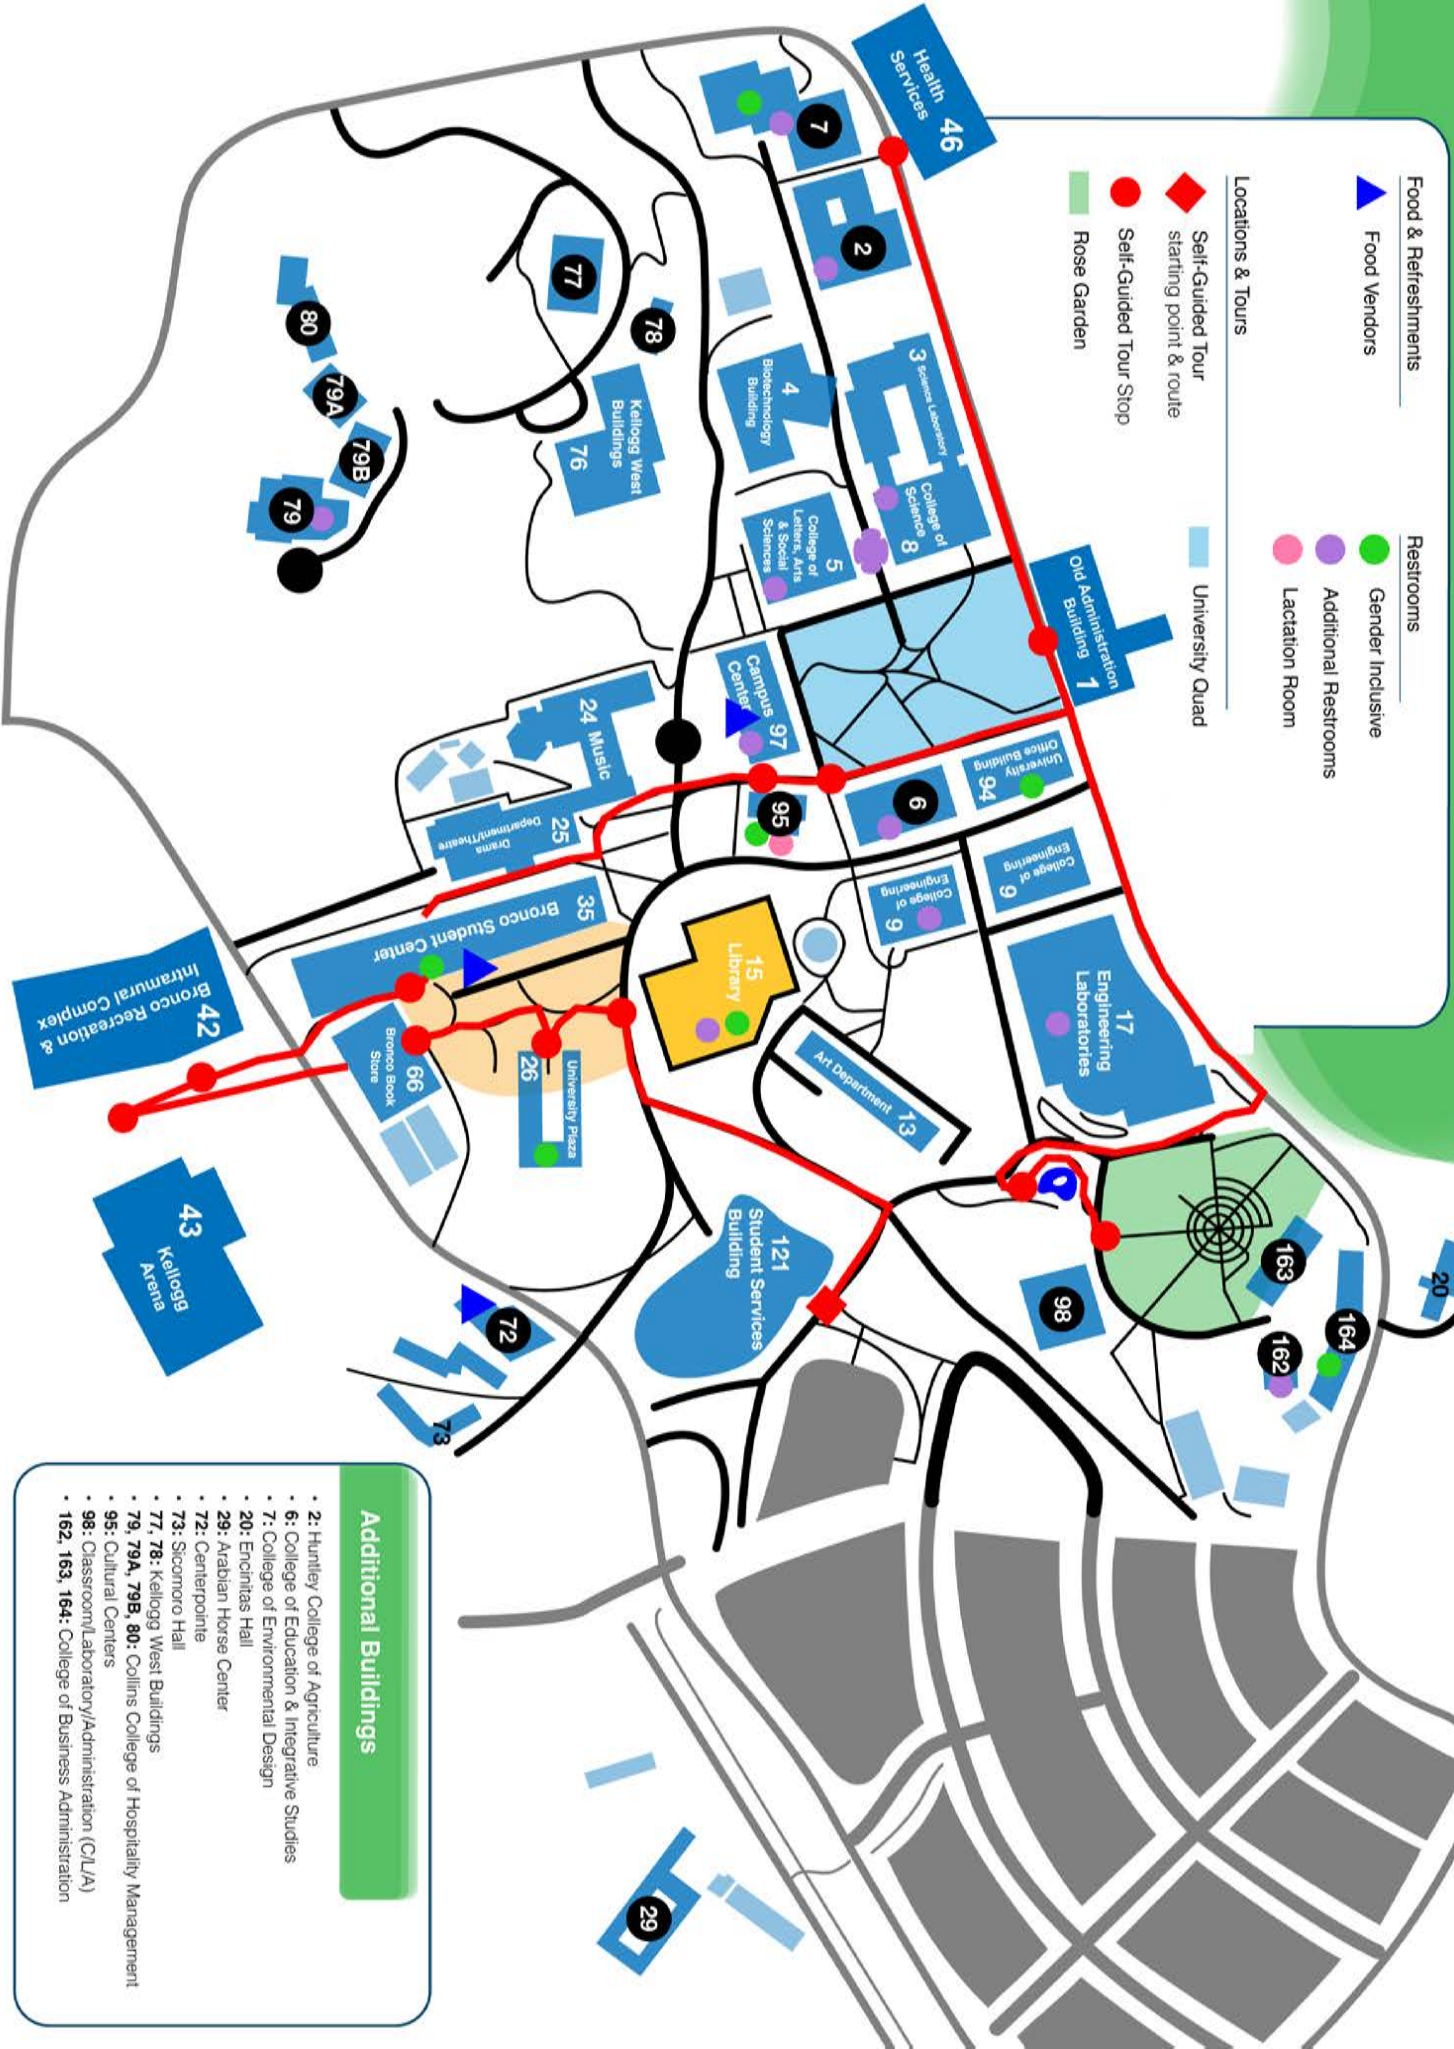 Food & Refreshments
Food Vendors
Restrooms
Gender Inclusive
Additional Restrooms
Lactation Room
Locations & Tours
Self-Guided Tour
starting point & route
Self-Guided Tour Stop
Rose Garden
University Quad
Health
Services
46
7
2
3 Science Laboratory
College of
Science 8
4
Biotechnology
Building
5
College of
Letters, Arts
& Social
Sciences
77
78
Kellogg West
Buildings
76
80
79A
79B
79
Old Administration
Building 1
Campus
Center
97
24 Music
25
Drama
Department/Theatre
95
6
University
Office Building
94
College of
Engineering
9
College of
Engineering
9
17
Engineering
Laboratories
35
Bronco Student Center
15
Library
Art Department 13
42
Bronco Recreation &
Intramural Complex
66
Bronco Book
Store
University Plaza
26
43
Kellogg
Arena
121
Student Services
Building
72
73
98
163
164
162
20
29
Additional Buildings
· 2: Huntley College of Agriculture
· 6: College of Education & Integrative Studies
· 7: College of Environmental Design
· 20: Encinitas Hall
· 29: Arabian Horse Center
· 72: Centerpointe
· 73: Sicomoro Hall
· 77, 78: Kellogg West Buildings
· 79, 79A, 79B, 80: Collins College of Hospitality Management
· 95: Cultural Centers
· 98: Classroom/Laboratory/Administration (C/L/A)
· 162, 163, 164: College of Business Administration